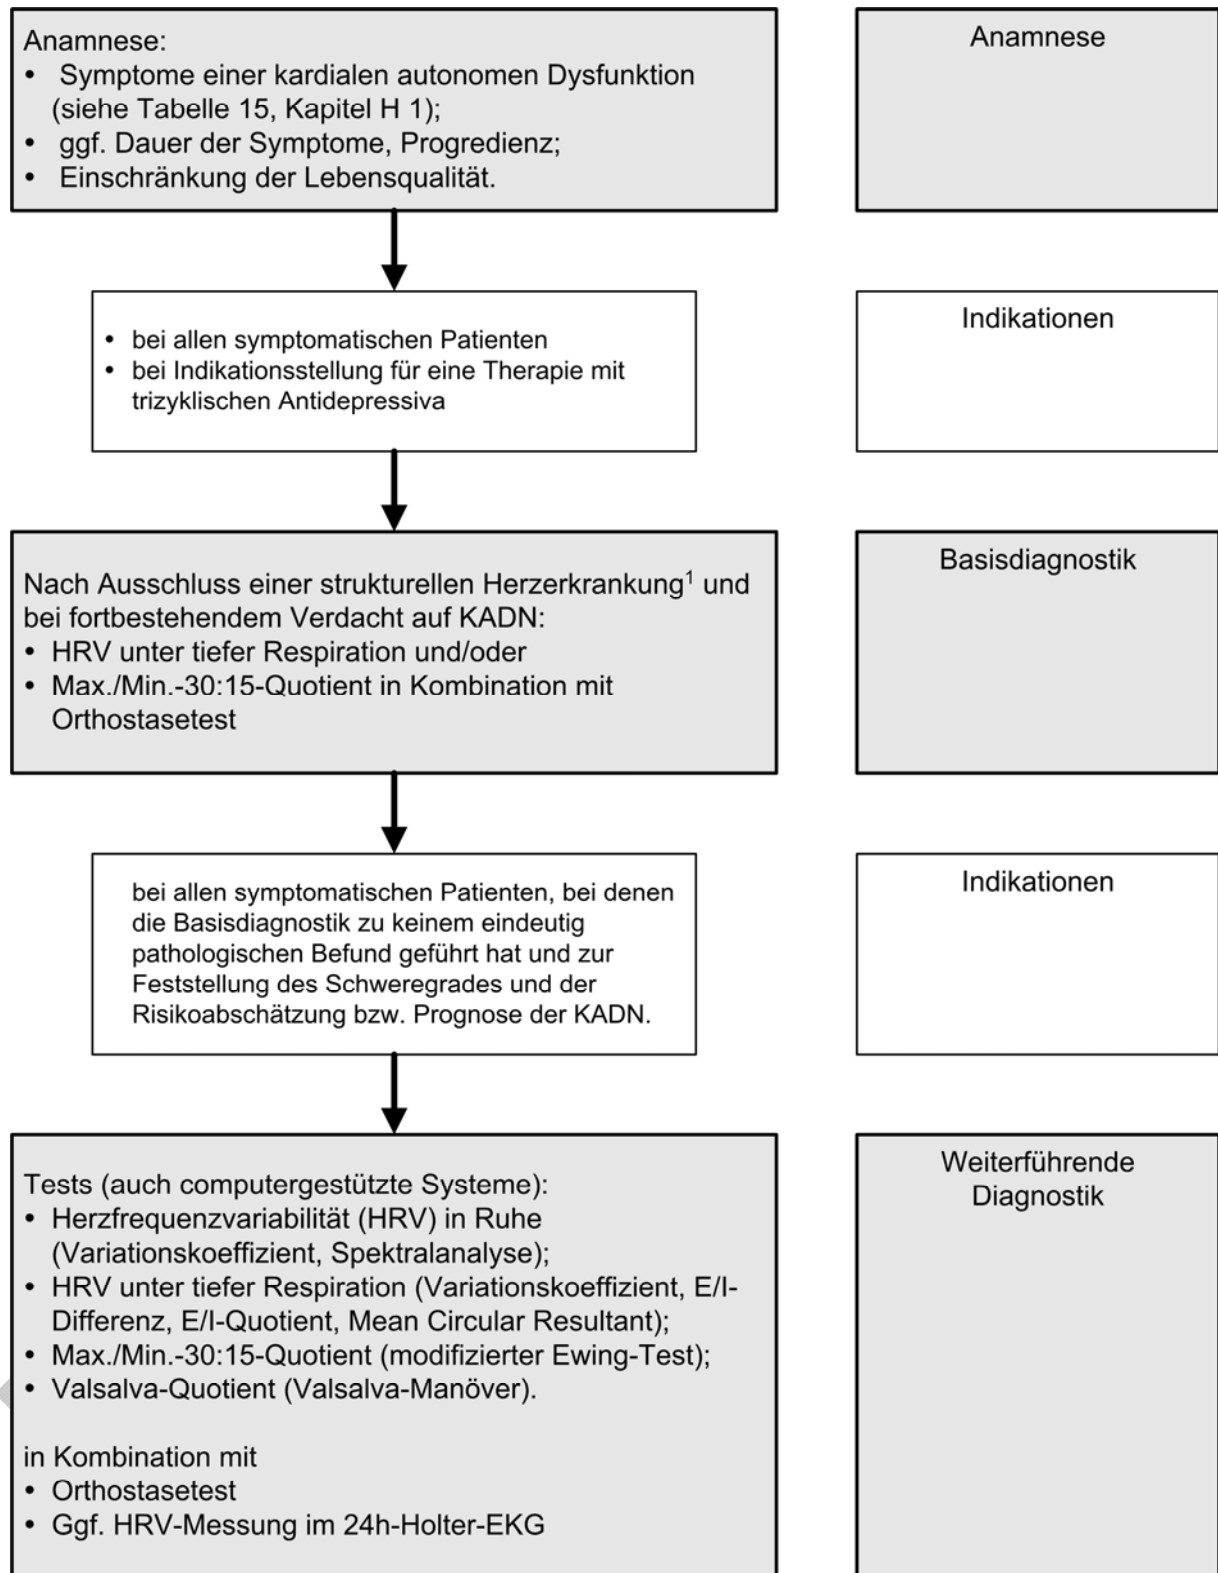 Anamnese:
• Symptome einer kardialen autonomen Dysfunktion
(siehe Tabelle 15, Kapitel H 1);
• ggf. Dauer der Symptome, Progredienz;
• Einschränkung der Lebensqualität.
Anamnese
• bei allen symptomatischen Patienten
• bei Indikationsstellung für eine Therapie mit
trizyklischen Antidepressiva
Indikationen
Nach Ausschluss einer strukturellen Herzerkrankung¹ und
bei fortbestehendem Verdacht auf KADN:
• HRV unter tiefer Respiration und/oder
• Max./Min.-30:15-Quotient in Kombination mit
Orthostasetest
Basisdiagnostik
bei allen symptomatischen Patienten, bei denen
die Basisdiagnostik zu keinem eindeutig
pathologischen Befund geführt hat und zur
Feststellung des Schweregrades und der
Risikoabschätzung bzw. Prognose der KADN.
Indikationen
Tests (auch computergestützte Systeme):
• Herzfrequenzvariabilität (HRV) in Ruhe
(Variationskoeffizient, Spektralanalyse);
• HRV unter tiefer Respiration (Variationskoeffizient, E/I-
Differenz, E/I-Quotient, Mean Circular Resultant);
• Max./Min.-30:15-Quotient (modifizierter Ewing-Test);
• Valsalva-Quotient (Valsalva-Manöver).
in Kombination mit
• Orthostasetest
• Ggf. HRV-Messung im 24h-Holter-EKG
Weiterführende
Diagnostik